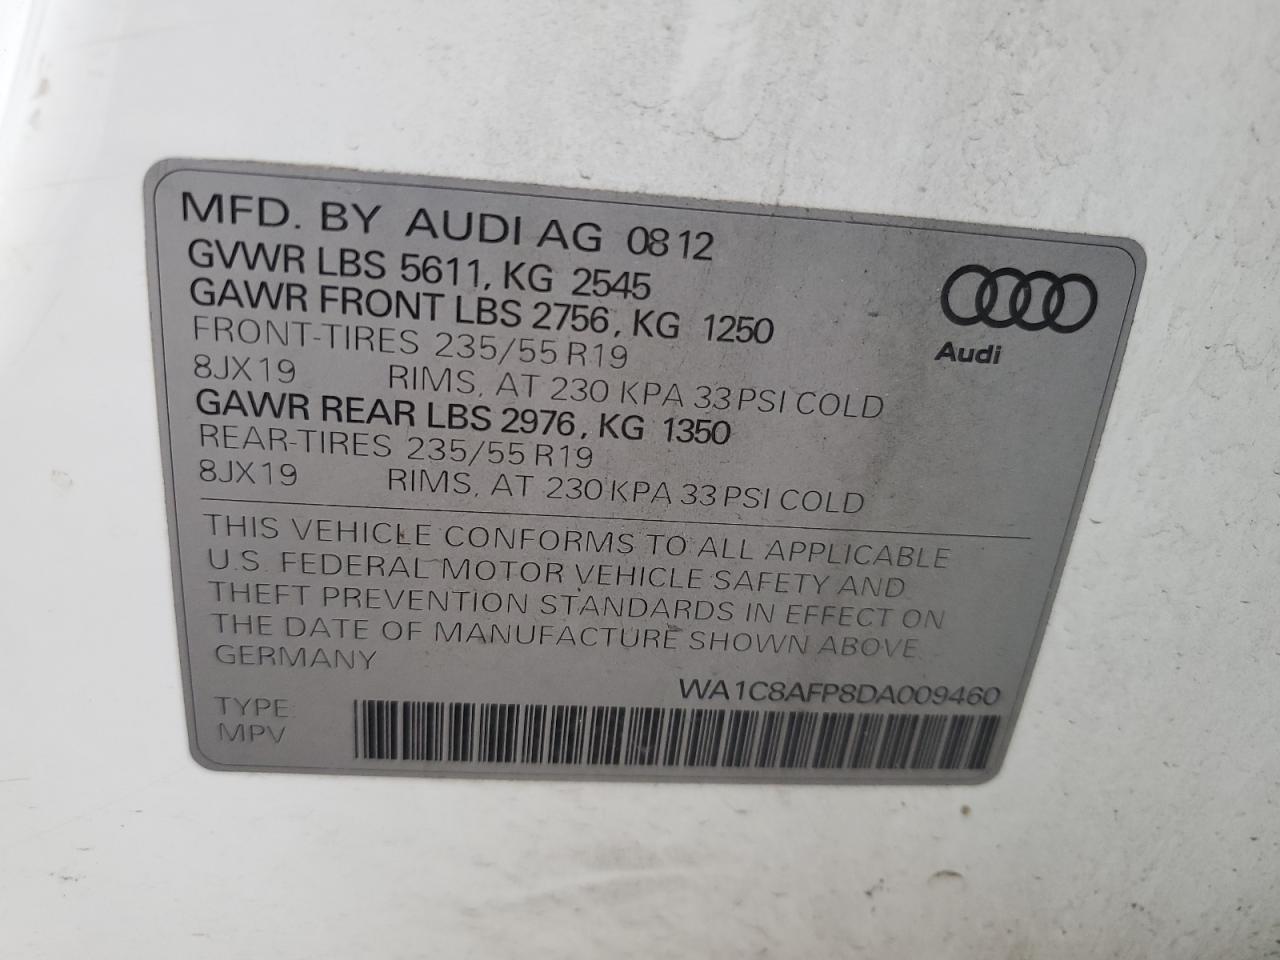 MFD. BY AUDI AG 0812
GVWR LBS 5611, KG 2545
GAWR FRONT LBS 2756, KG 1250
FRONT-TIRES 235/55 R19
8JX19 RIMS, AT 230 KPA 33 PSI COLD
GAWR REAR LBS 2976, KG 1350
REAR-TIRES 235/55 R19
8JX19 RIMS, AT 230 KPA 33 PSI COLD
Audi
THIS VEHICLE CONFORMS TO ALL APPLICABLE
U.S. FEDERAL MOTOR VEHICLE SAFETY AND
THEFT PREVENTION STANDARDS IN EFFECT ON
THE DATE OF MANUFACTURE SHOWN ABOVE.
GERMANY
WA1C8AFP8DA009460
TYPE:
MPV